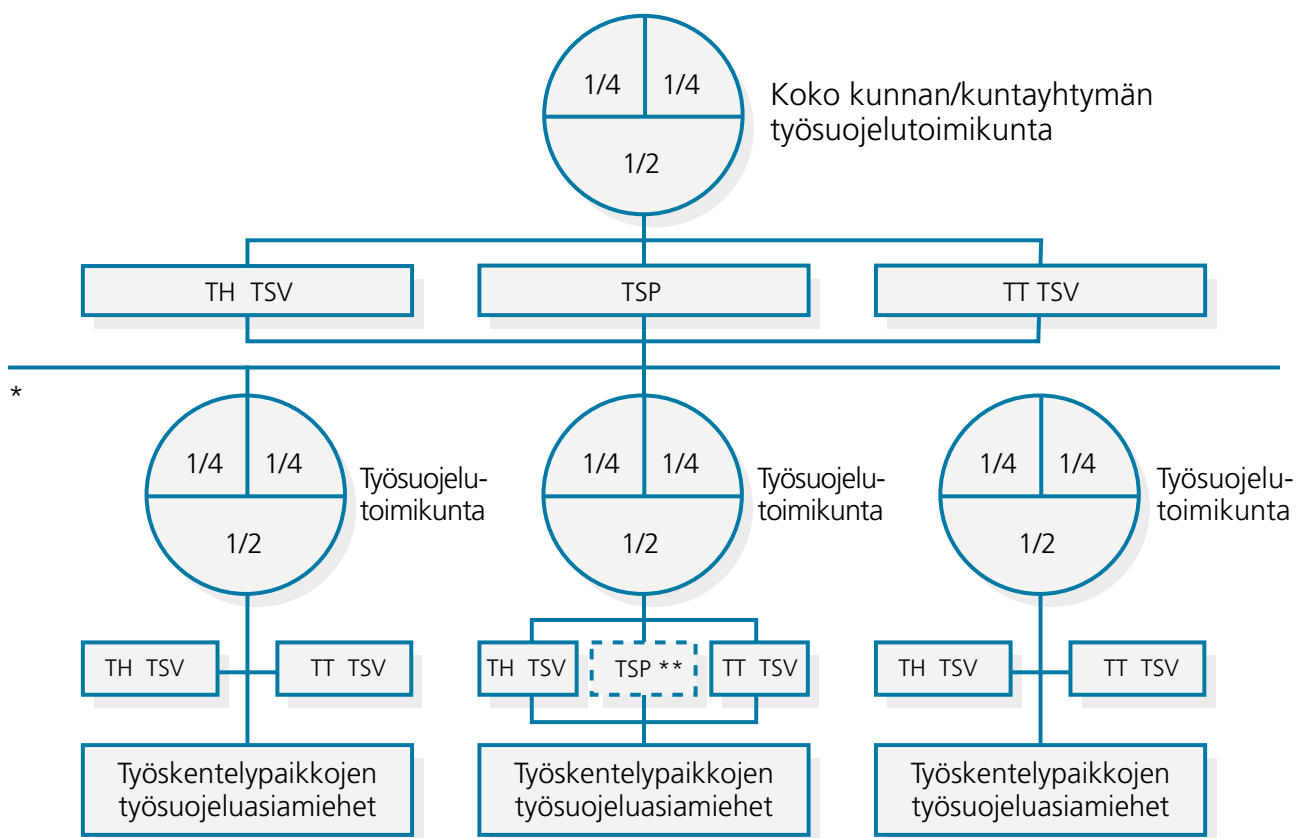 1/4 1/4
1/2
Koko kunnan/kuntayhtymän
työsuojelutoimikunta
TH TSV
TSP
TT TSV
*
1/4 1/4
1/2
Työsuojelu-
toimikunta
1/4 1/4
1/2
Työsuojelu-
toimikunta
1/4 1/4
1/2
Työsuojelu-
toimikunta
TH TSV
TT TSV
TH TSV
TSP **
TT TSV
TH TSV
TT TSV
Työskentelypaikkojen
työsuojeluasiamiehet
Työskentelypaikkojen
työsuojeluasiamiehet
Työskentelypaikkojen
työsuojeluasiamiehet